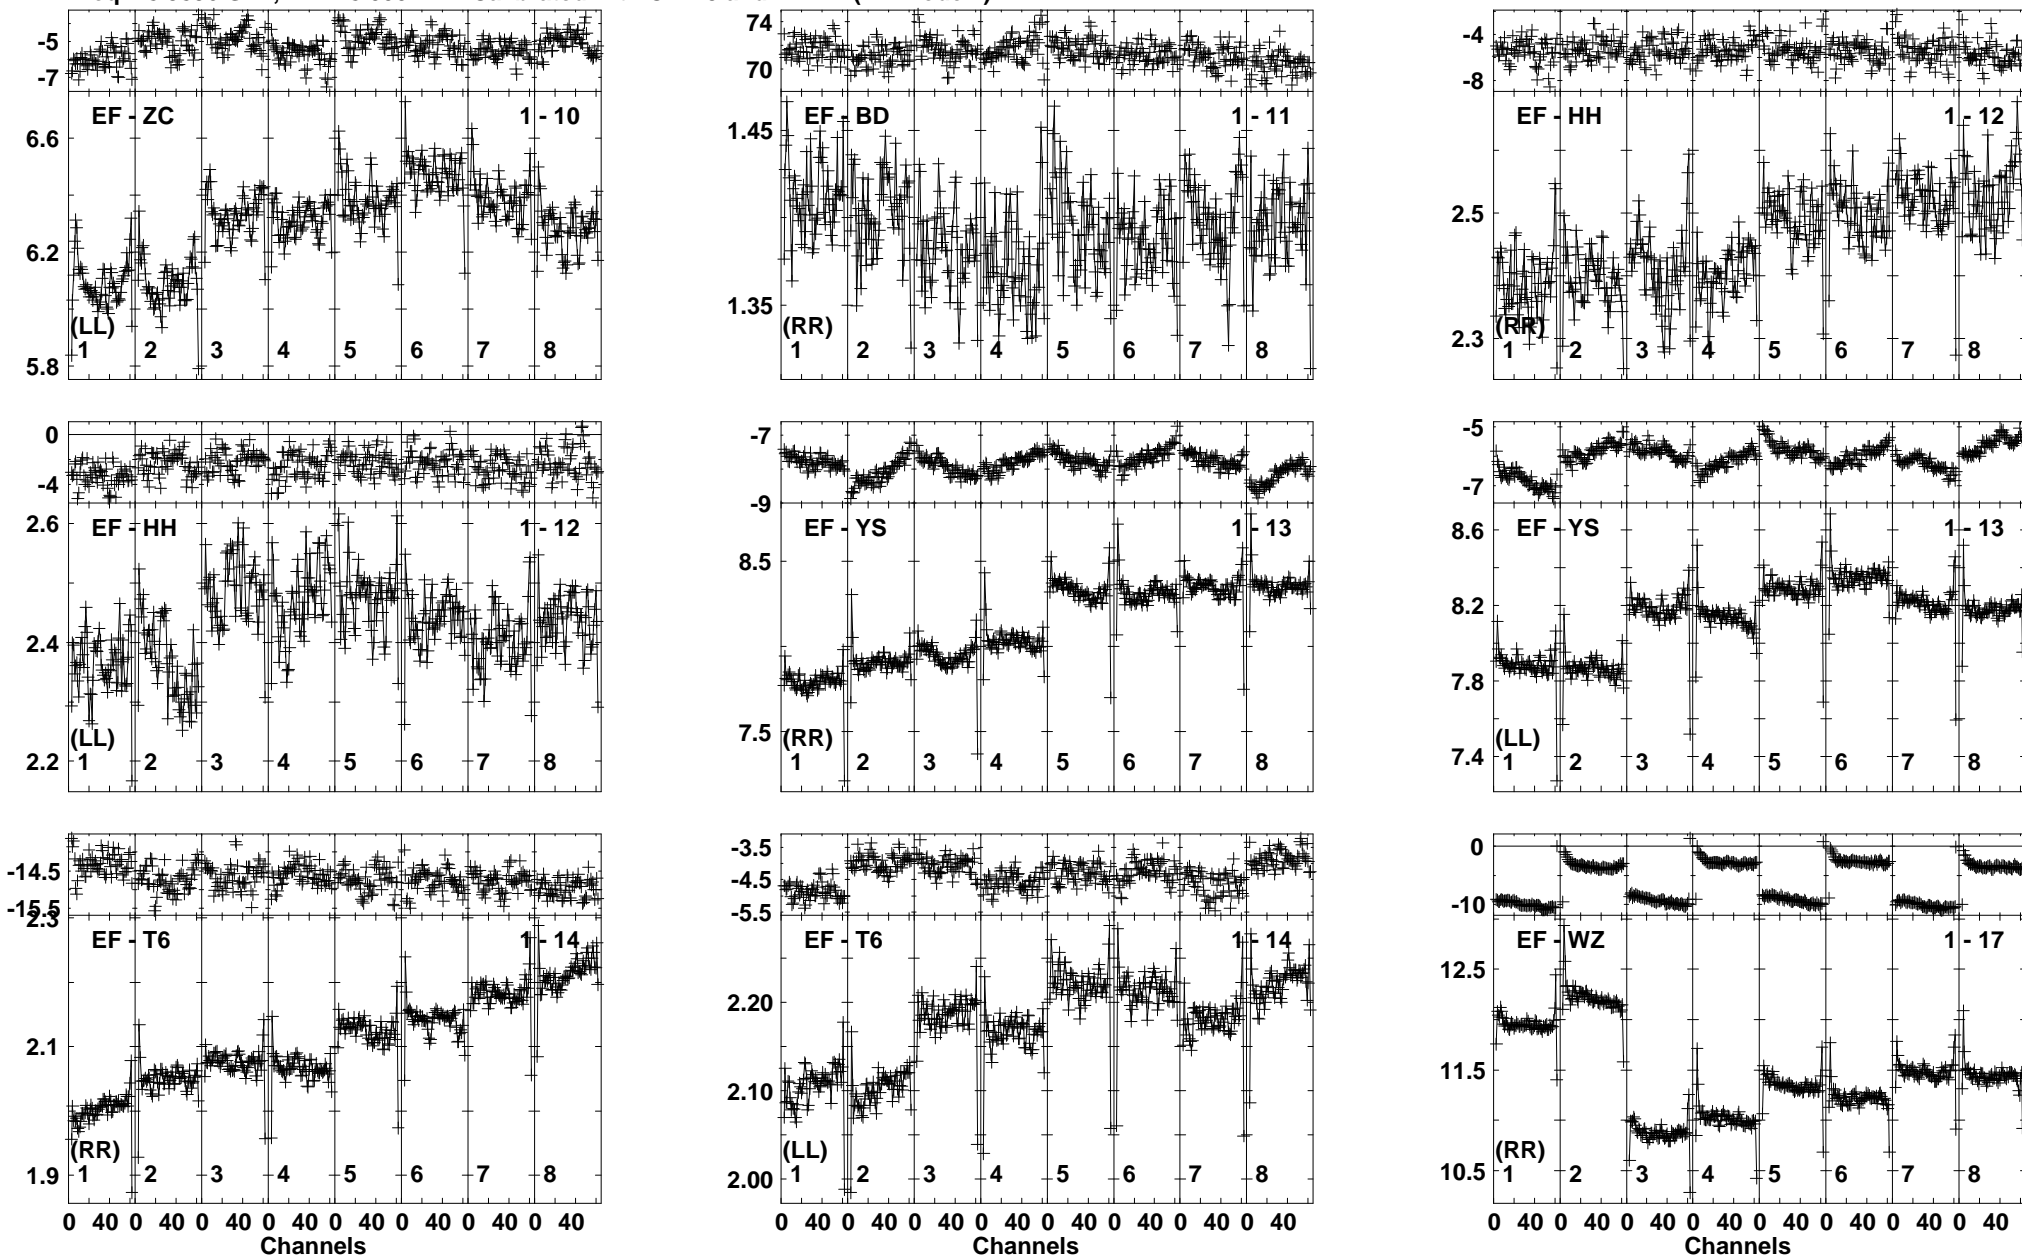 -5
-7
EF - ZC 1 - 10
6.6
6.2
5.8
(LL)
1 2 3 4 5 6 7 8
74
70
EF - BD 1 - 11
1.45
1.35
(RR)
1 2 3 4 5 6 7 8
-4
-8
EF - HH 1 - 12
2.5
2.3
(RR)
1 2 3 4 5 6 7 8
0
-4
EF - HH 1 - 12
2.6
2.4
2.2
(LL)
1 2 3 4 5 6 7 8
-7
-9
EF - YS 1 - 13
8.5
7.5
(RR)
1 2 3 4 5 6 7 8
-5
-7
EF - YS 1 - 13
8.6
8.2
7.8
7.4
(LL)
1 2 3 4 5 6 7 8
-14.5
-15.5
2.3
EF - T6 1 - 14
2.1
1.9
(RR)
1 2 3 4 5 6 7 8
0 40 0 40 0 40 0 40 0 40 0 40 0 40 0 40
Channels
-3.5
-4.5
-5.5
EF - T6 1 - 14
2.20
2.10
2.00
(LL)
1 2 3 4 5 6 7 8
0 40 0 40 0 40 0 40 0 40 0 40 0 40 0 40
Channels
0
-10
EF - WZ 1 - 17
12.5
11.5
10.5
(RR)
1 2 3 4 5 6 7 8
0 40 0 40 0 40 0 40 0 40 0 40 0 40 0 40
Channels